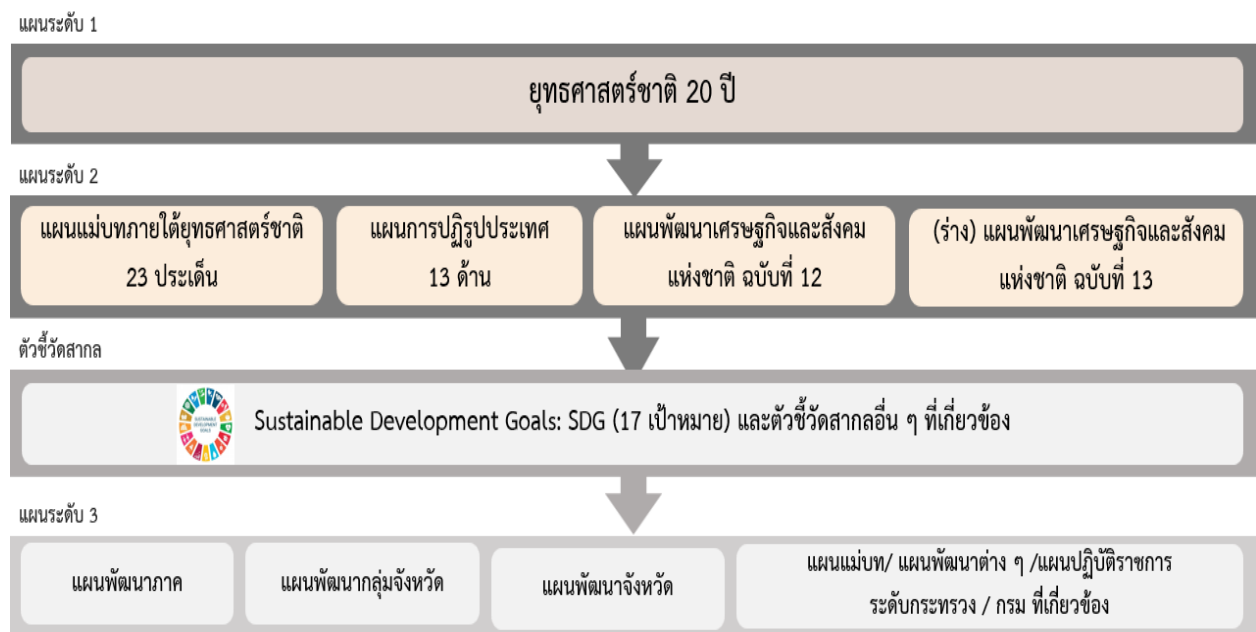 แผนระดับ 1
ยุทธศาสตร์ชาติ 20 ปี
แผนระดับ 2
แผนแม่บทภายใต้ยุทธศาสตร์ชาติ
23 ประเด็น
แผนการปฏิรูปประเทศ
13 ด้าน
แผนพัฒนาเศรษฐกิจและสังคม
แห่งชาติ ฉบับที่ 12
(ร่าง) แผนพัฒนาเศรษฐกิจและสังคม
แห่งชาติ ฉบับที่ 13
ตัวชี้วัดสากล
SUSTAINABLE
DEVELOPMENT
GOALS
Sustainable Development Goals: SDG (17 เป้าหมาย) และตัวชี้วัดสากลอื่น ๆ ที่เกี่ยวข้อง
แผนระดับ 3
แผนพัฒนาภาค
แผนพัฒนากลุ่มจังหวัด
แผนพัฒนาจังหวัด
แผนแม่บท/ แผนพัฒนาต่าง ๆ /แผนปฏิบัติราชการ
ระดับกระทรวง / กรม ที่เกี่ยวข้อง